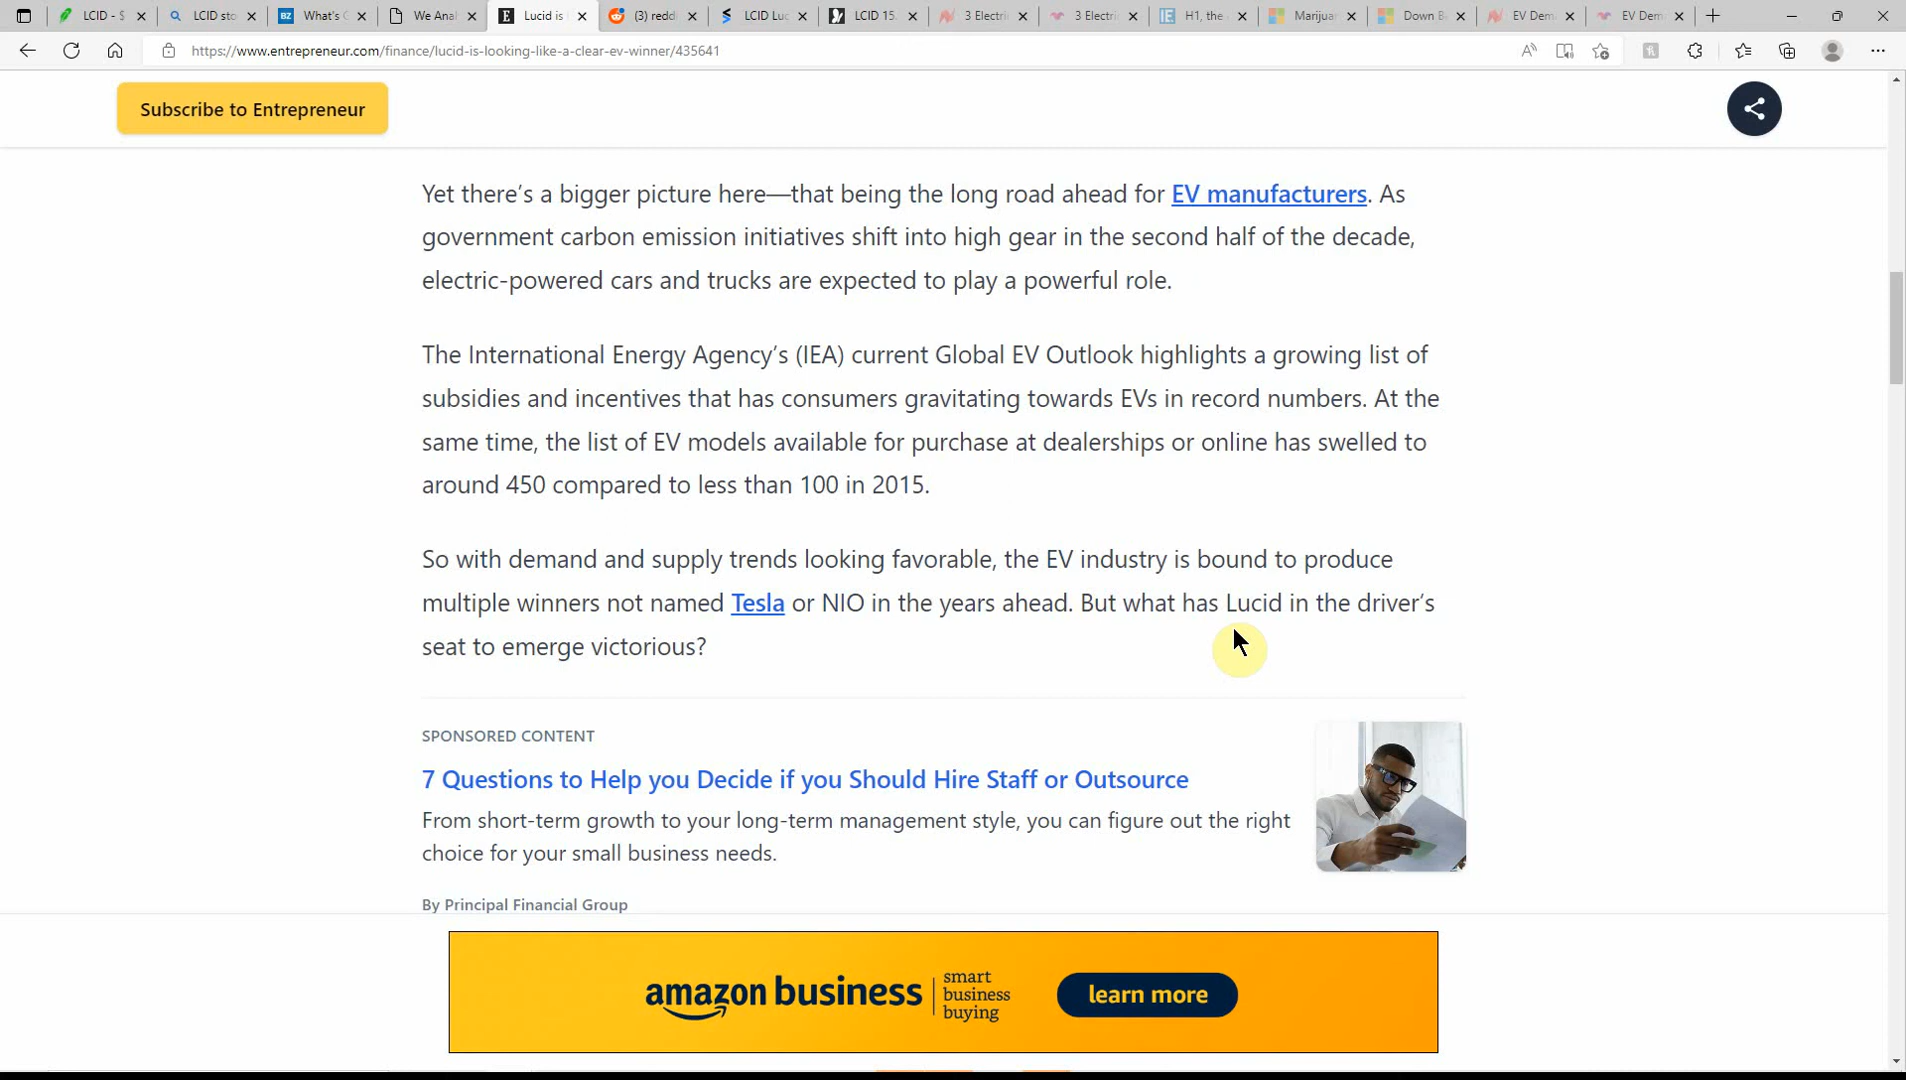 LCID - $
LCID sto
What's G
We Anal
Lucid is
(3) reddi
LCID Luc
LCID 15.
3 Electri
3 Electri
H1, the
Marijua
Down B
EV Dem
EV Dem
https://www.entrepreneur.com/finance/lucid-is-looking-like-a-clear-ev-winner/435641
Subscribe to Entrepreneur
Yet there's a bigger picture here—that being the long road ahead for EV manufacturers. As
government carbon emission initiatives shift into high gear in the second half of the decade,
electric-powered cars and trucks are expected to play a powerful role.
The International Energy Agency's (IEA) current Global EV Outlook highlights a growing list of
subsidies and incentives that has consumers gravitating towards EVs in record numbers. At the
same time, the list of EV models available for purchase at dealerships or online has swelled to
around 450 compared to less than 100 in 2015.
So with demand and supply trends looking favorable, the EV industry is bound to produce
multiple winners not named Tesla or NIO in the years ahead. But what has Lucid in the driver's
seat to emerge victorious?
SPONSORED CONTENT
7 Questions to Help you Decide if you Should Hire Staff or Outsource
From short-term growth to your long-term management style, you can figure out the right
choice for your small business needs.
By Principal Financial Group
amazon business
smart
business
buying
learn more